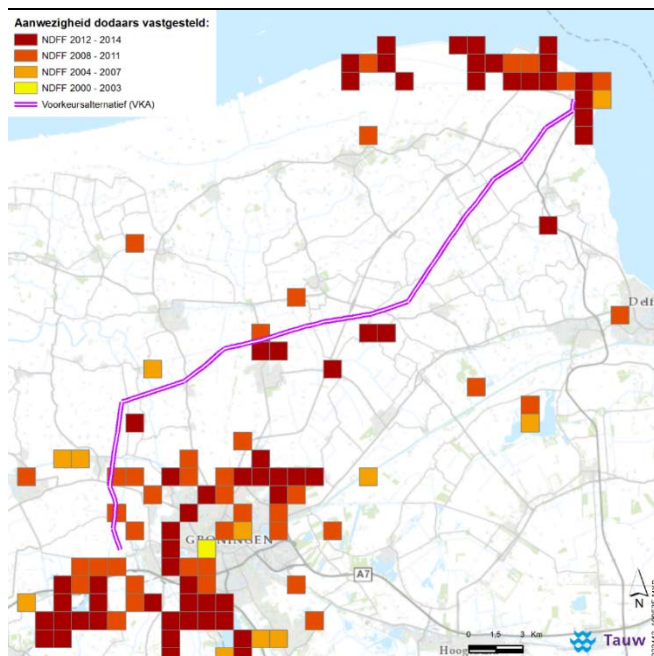 Aanwezigheid dodaars vastgesteld:
NDFF 2012 - 2014
NDFF 2008 - 2011
NDFF 2004 - 2007
NDFF 2000 - 2003
Voorkeursalternatief (VKA)
Delf
GRONINGEN
A7
N
0 1,5 3 Km
Hoog
Tauw